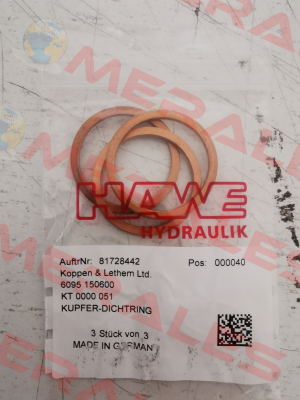 HAWE
HYDRAULIK
AuftrNr: 81728442 Pos: 000040
Koppen & Lethem Ltd.
6095 150600
KT 0000 051
KUPFER-DICHTRING
3 Stück von 3
MADE IN GERMANY